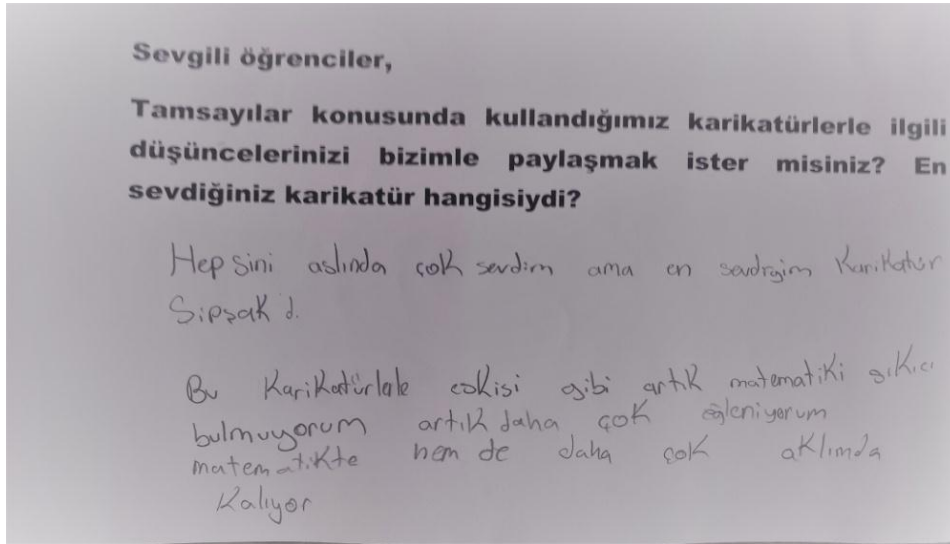 Sevgili öğrenciler,
Tamsayılar konusunda kullandığımız karikatürlerle ilgili
düşüncelerinizi bizimle paylaşmak ister misiniz? En
sevdiğiniz karikatür hangisiydi?
Hepsini aslında çok sevdim ama en sevdiğim Karikatür
Sipşak'dı.
Bu Karikatürlerle eskisi gibi artık matematiki sıkıcı
bulmuyorum artık daha çok eğleniyorum
matematikte hem de daha çok aklımda
Kalıyor